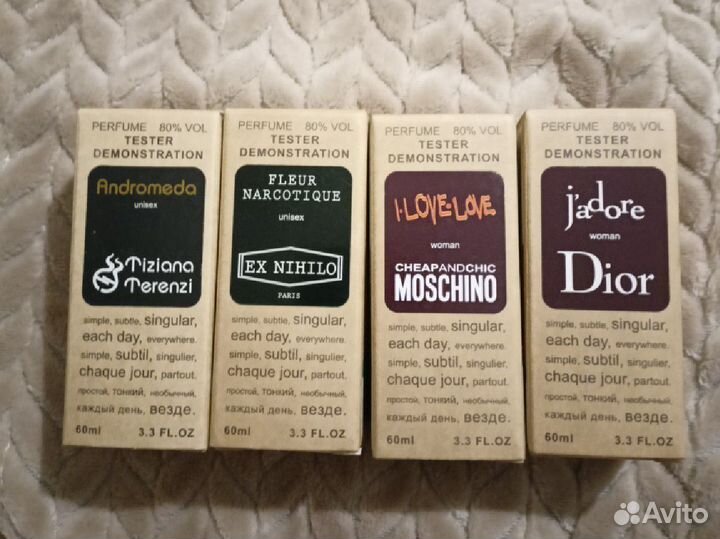 PERFUME 80% VOL
TESTER
DEMONSTRATION
Andromeda
unisex
Tiziana
Terenzi
simple, subtle, singular,
each day, everywhere.
simple, subtil, singulier,
chaque jour, partout.
простой, тонкий, необычный,
каждый день, везде.
60ml 3.3 FL.OZ
PERFUME 80% VOL
TESTER
DEMONSTRATION
FLEUR
NARCOTIQUE
unisex
EX NIHILO
PARIS
simple, subtle, singular,
each day, everywhere.
simple, subtil, singulier,
chaque jour, partout.
простой, тонкий, необычный,
каждый день, везде.
60ml 3.3 FL.OZ
PERFUME 80% VOL
TESTER
DEMONSTRATION
I·LOVE·LOVE
woman
CHEAPANDCHIC
MOSCHINO
simple, subtle, singular,
each day, everywhere.
simple, subtil, singulier,
chaque jour, partout.
простой, тонкий, необычный,
каждый день, везде.
60ml 3.3 FL.OZ
PERFUME 80% VOL
TESTER
DEMONSTRATION
j'adore
woman
Dior
simple, subtle, singular,
each day, everywhere.
simple, subtil, singulier,
chaque jour, partout.
простой, тонкий, необычный,
каждый день, везде.
60ml 3.3 FL.OZ
Avito